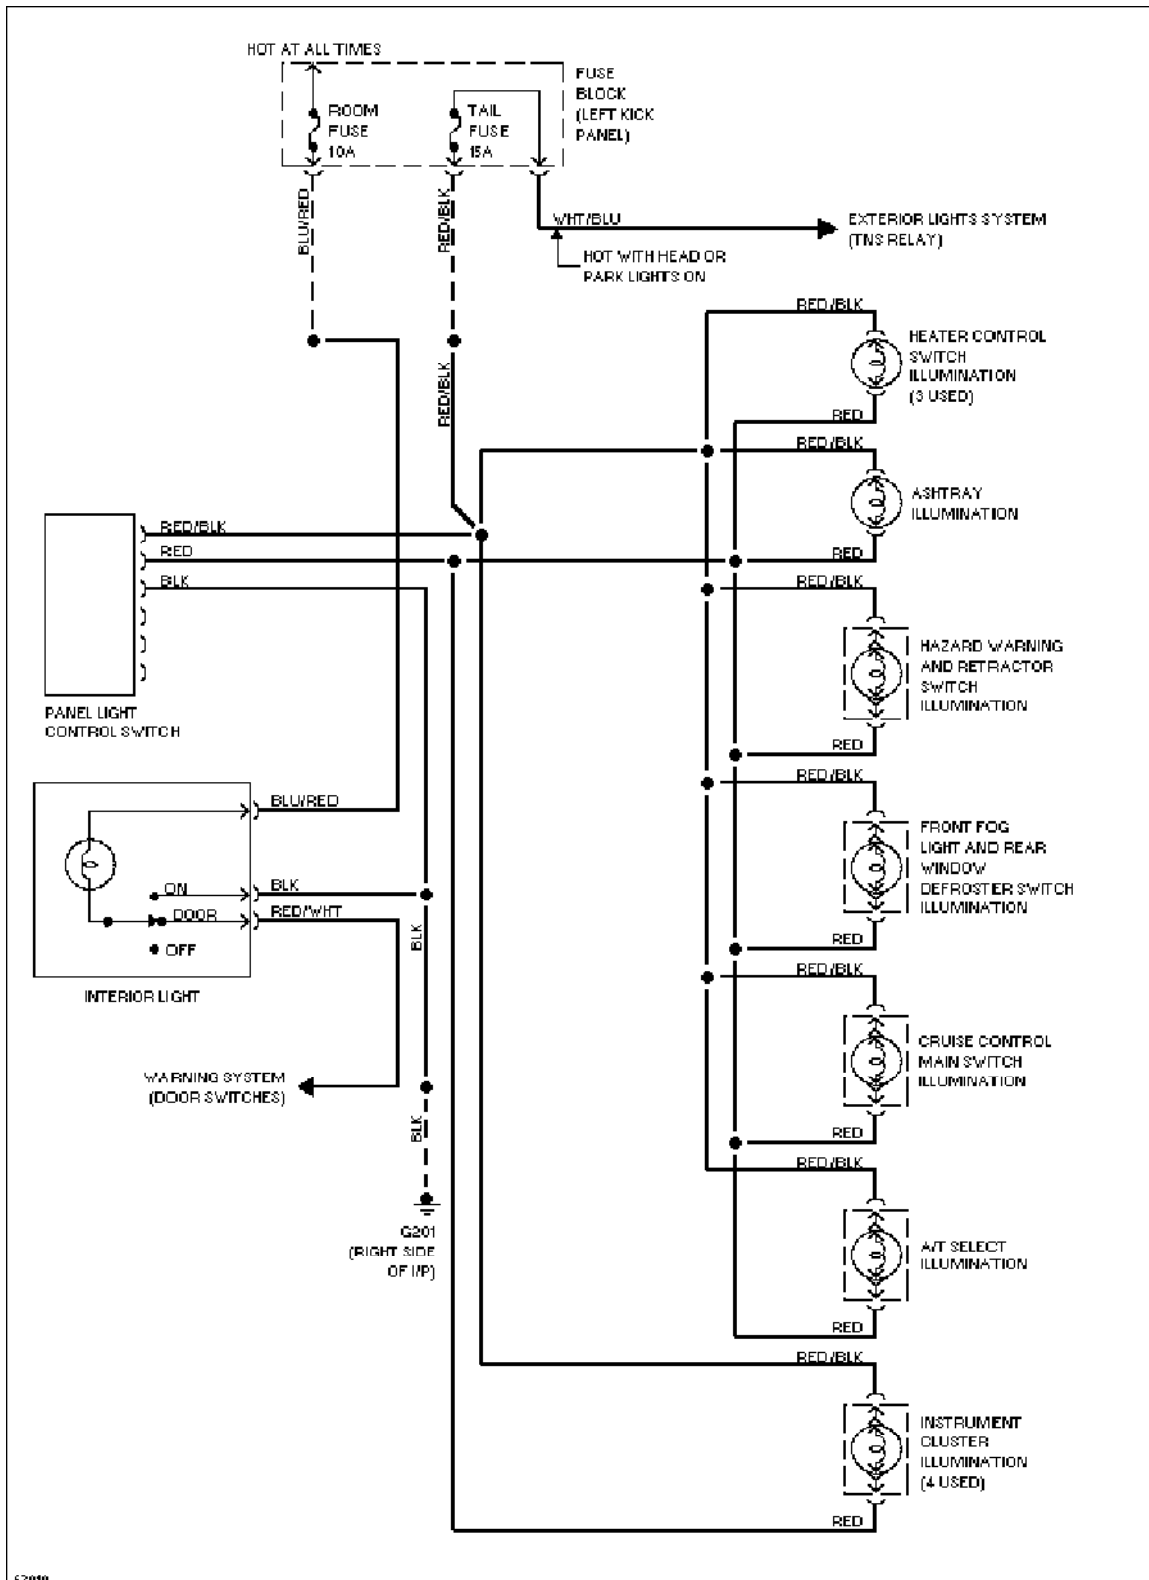 HOT AT ALL TIMES
ROOM
FUSE
10A
TAIL
FUSE
15A
FUSE
BLOCK
(LEFT KICK
PANEL)
BLU/RED
RED/BLK
WHT/BLU
EXTERIOR LIGHTS SYSTEM
(TNS RELAY)
HOT WITH HEAD OR
PARK LIGHTS ON
RED/BLK
RED/BLK
HEATER CONTROL
SWITCH
ILLUMINATION
(3 USED)
RED
RED/BLK
ASHTRAY
ILLUMINATION
RED
RED/BLK
RED
BLK
PANEL LIGHT
CONTROL SWITCH
RED/BLK
HAZARD WARNING
AND RETRACTOR
SWITCH
ILLUMINATION
RED
RED/BLK
FRONT FOG
LIGHT AND REAR
WINDOW
DEFROSTER SWITCH
ILLUMINATION
RED
BLU/RED
ON
BLK
DOOR
RED/WHT
OFF
BLK
INTERIOR LIGHT
RED/BLK
CRUISE CONTROL
MAIN SWITCH
ILLUMINATION
RED
WARNING SYSTEM
(DOOR SWITCHES)
BLK
G201
(RIGHT SIDE
OF I/P)
RED/BLK
A/T SELECT
ILLUMINATION
RED
RED/BLK
INSTRUMENT
CLUSTER
ILLUMINATION
(4 USED)
RED